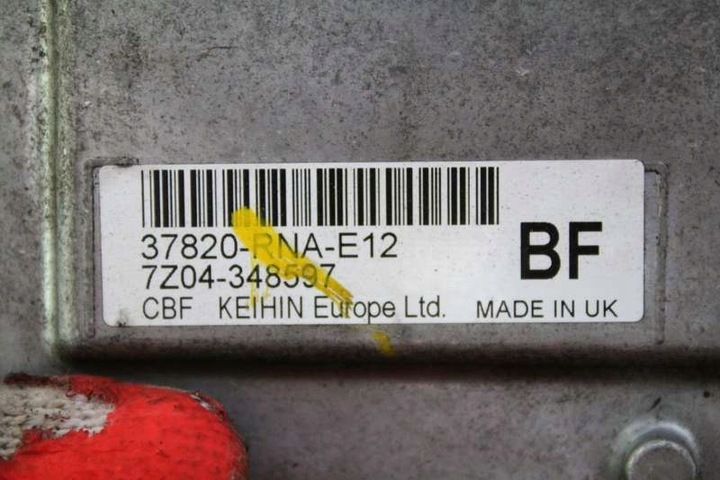 37820-RNA-E12
7Z04-348597
BF
CBF KEIHIN Europe Ltd. MADE IN UK